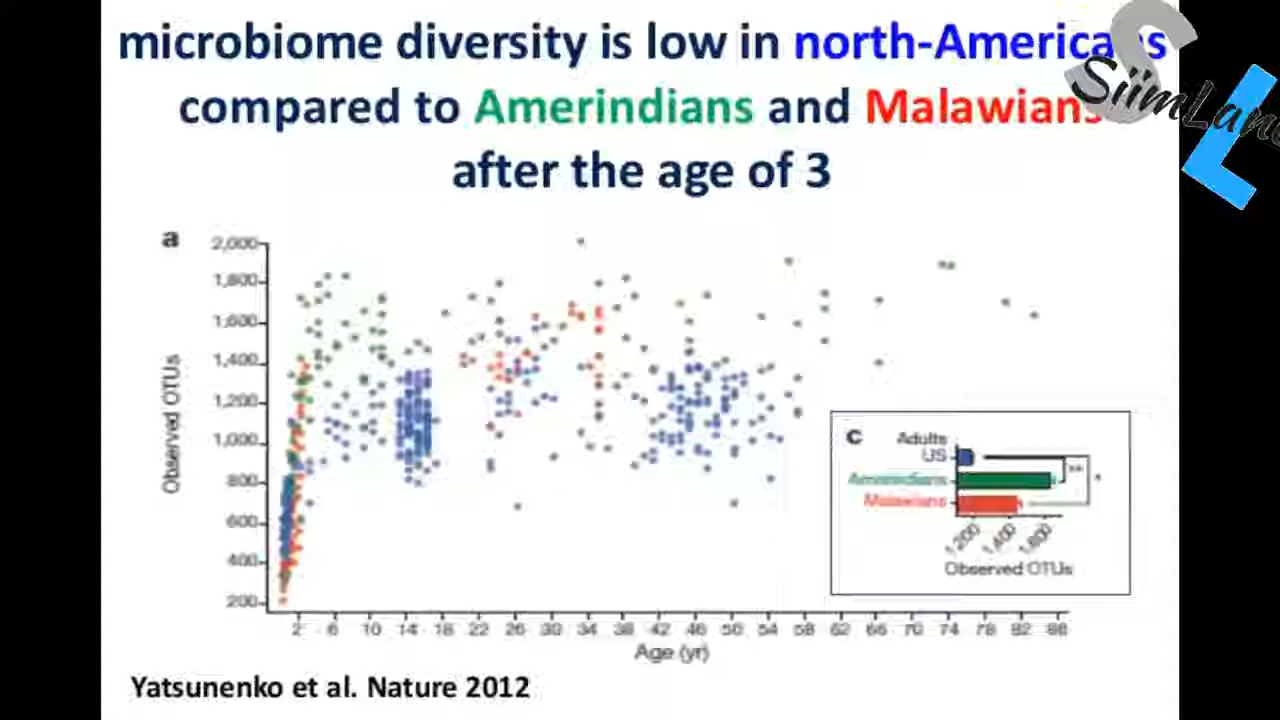 microbiome diversity is low in north-Americans
compared to Amerindians and Malawians
after the age of 3
SiimLand
a
2,000
1,800
1,600
1,400
1,200
1,000
800
600
400
200
Observed OTUs
2 6 10 14 18 22 26 30 34 38 42 46 50 54 58 62 66 70 74 78 82 86
Age (yr)
c
Adults
US
Amerindians
Malawians
**
*
1,200 1,400 1,600
Observed OTUs
Yatsunenko et al. Nature 2012